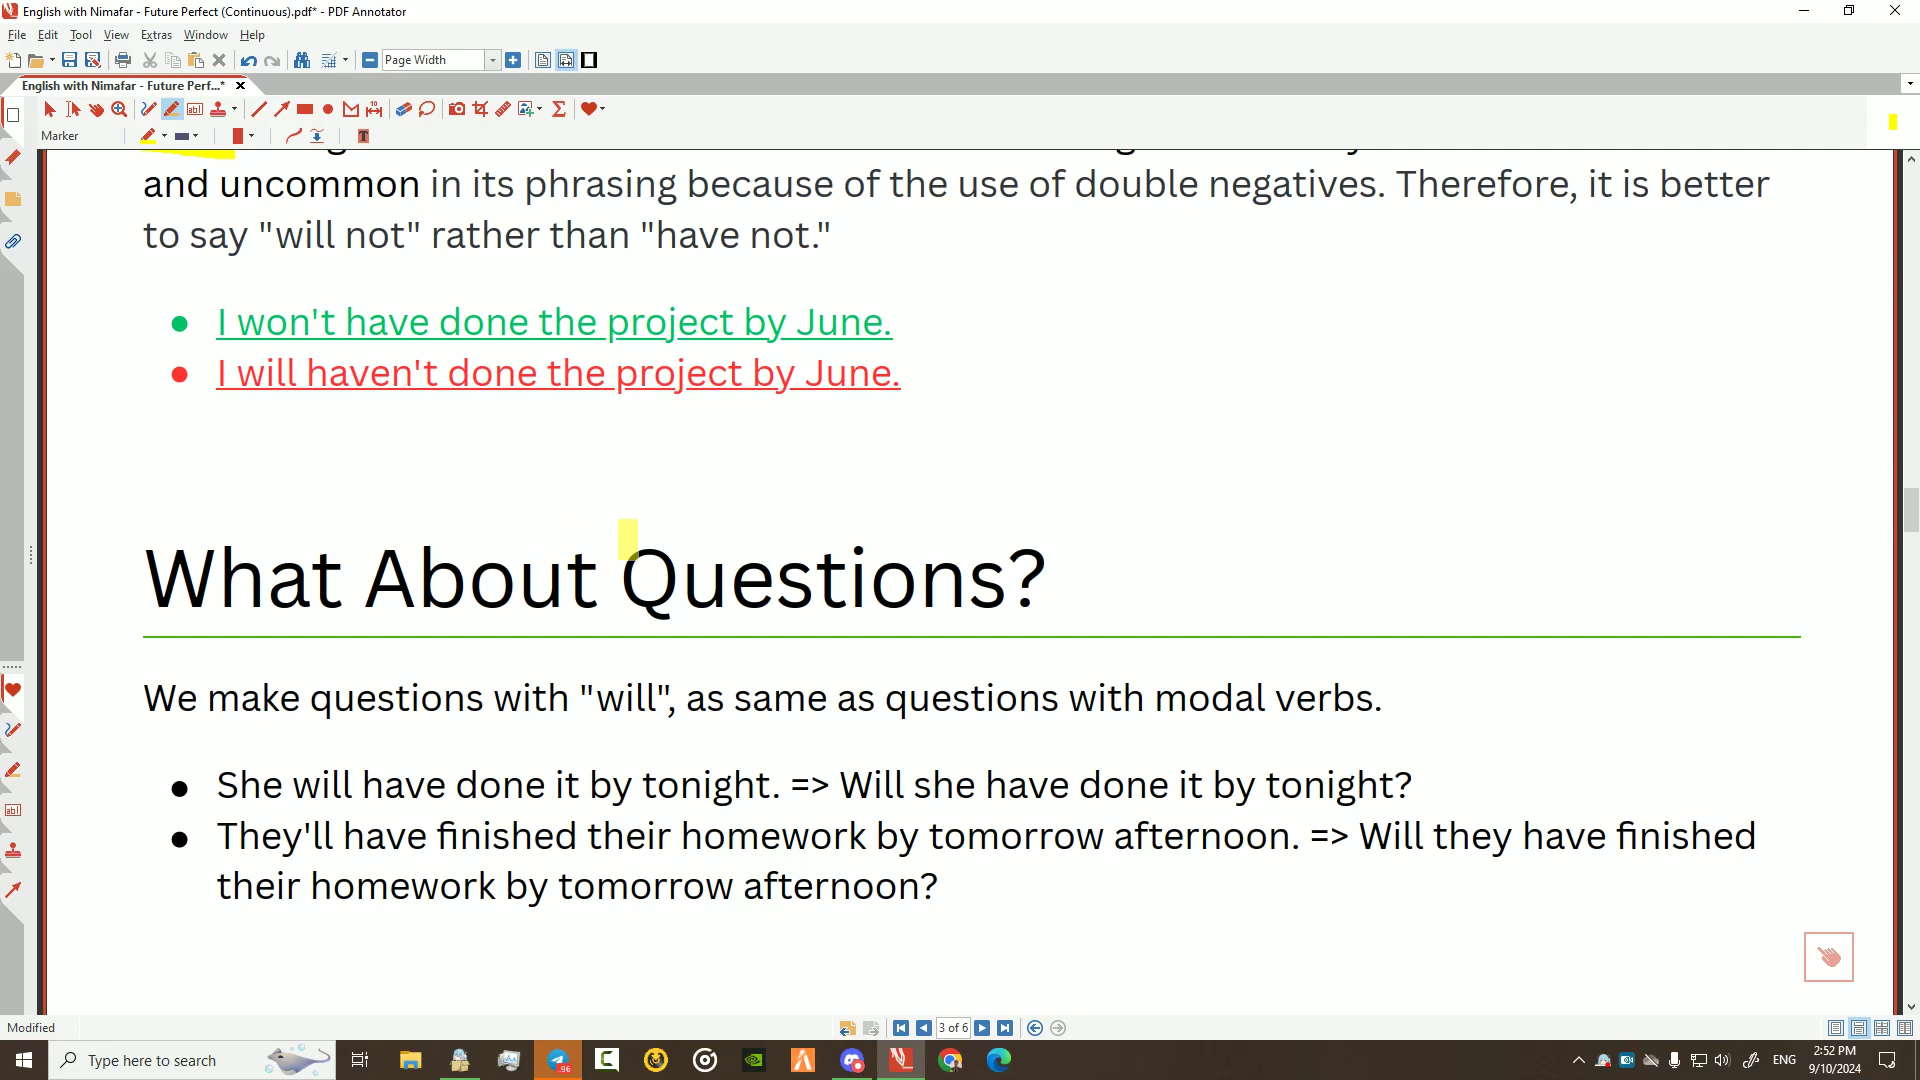 English with Nimafar - Future Perfect (Continuous).pdf* - PDF Annotator
File Edit Tool View Extras Window Help
Page Width
English with Nimafar - Future Perf...*
Marker
and uncommon in its phrasing because of the use of double negatives. Therefore, it is better
to say "will not" rather than "have not."
I won't have done the project by June.
I will haven't done the project by June.
What About Questions?
We make questions with "will", as same as questions with modal verbs.
She will have done it by tonight. => Will she have done it by tonight?
They'll have finished their homework by tomorrow afternoon. => Will they have finished
their homework by tomorrow afternoon?
Modified
3 of 6
Type here to search
96
ENG
2:52 PM
9/10/2024